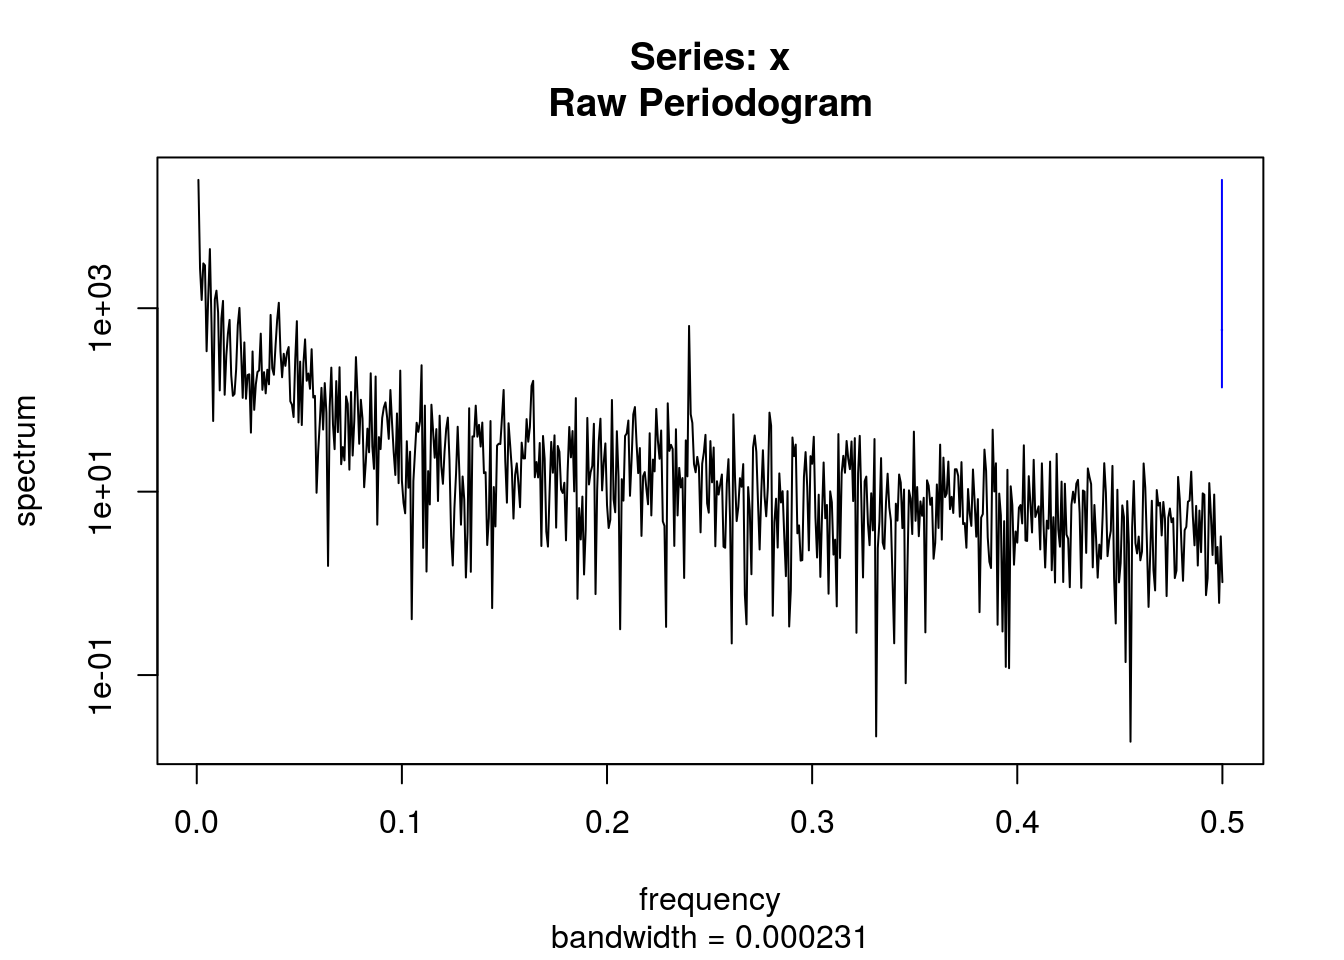 Series: x
Raw Periodogram
spectrum
1e+03
1e+01
1e-01
0.0 0.1 0.2 0.3 0.4 0.5
frequency
bandwidth = 0.000231